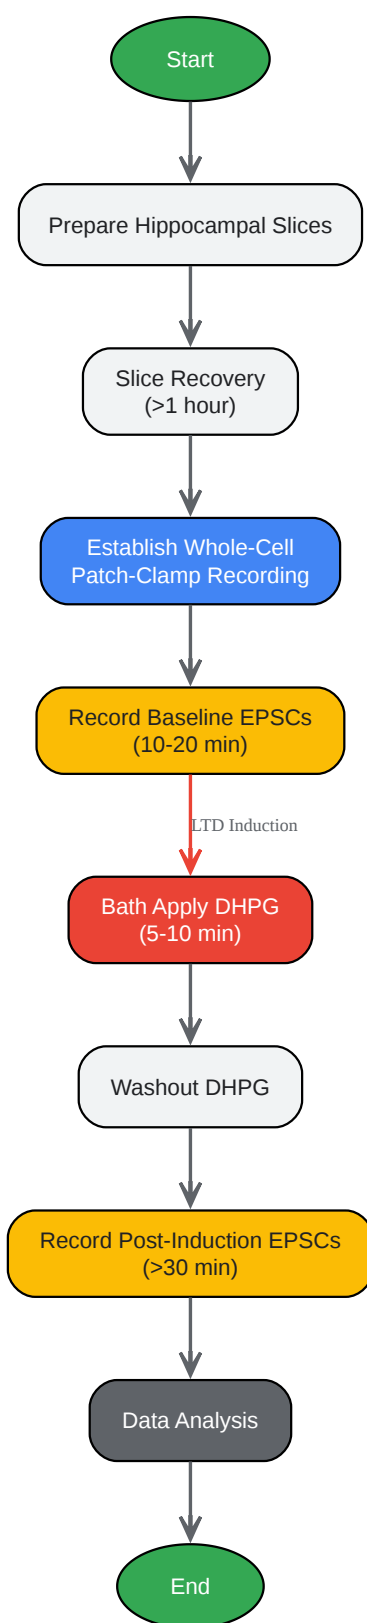 Start
Prepare Hippocampal Slices
Slice Recovery
(>1 hour)
Establish Whole-Cell
Patch-Clamp Recording
Record Baseline EPSCs
(10-20 min)
LTD Induction
Bath Apply DHPG
(5-10 min)
Washout DHPG
Record Post-Induction EPSCs
(>30 min)
Data Analysis
End